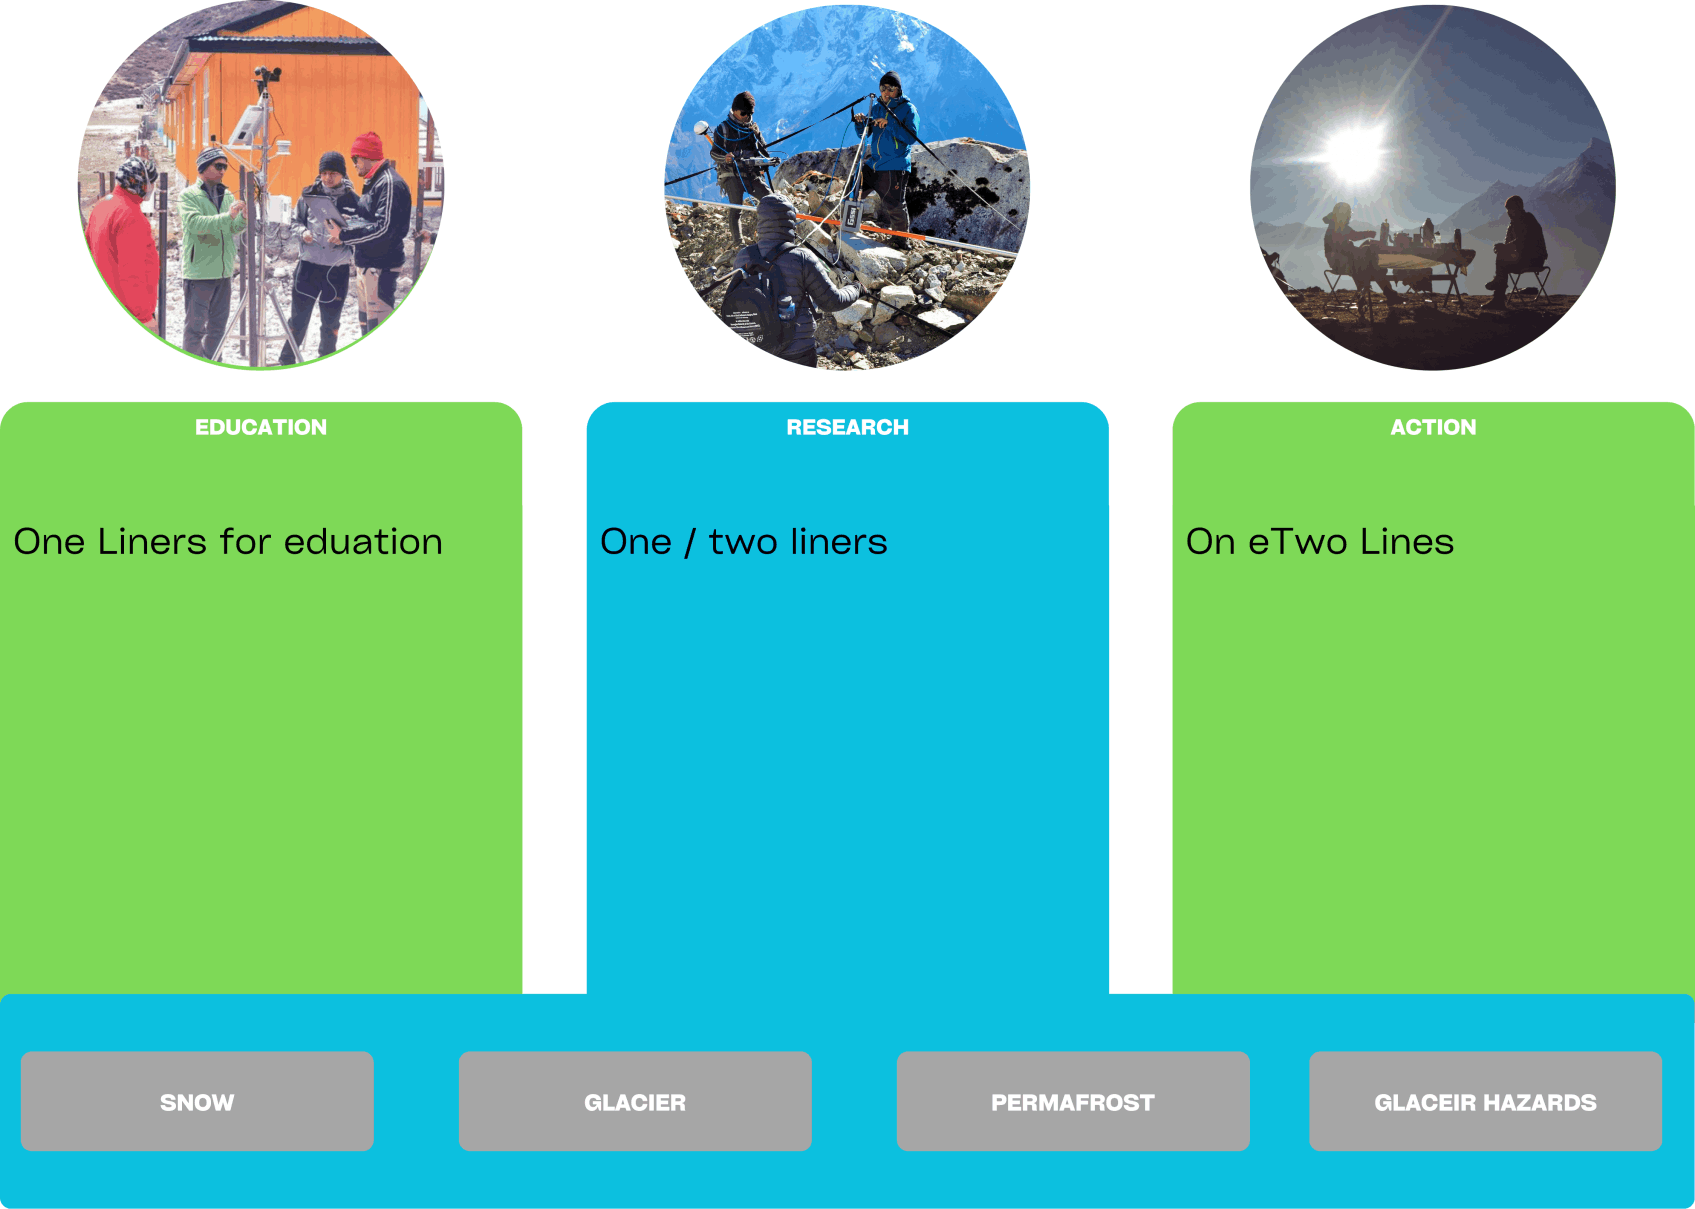 EDUCATION
RESEARCH
ACTION
One Liners for eduation
One / two liners
On eTwo Lines
SNOW
GLACIER
PERMAFROST
GLACEIR HAZARDS